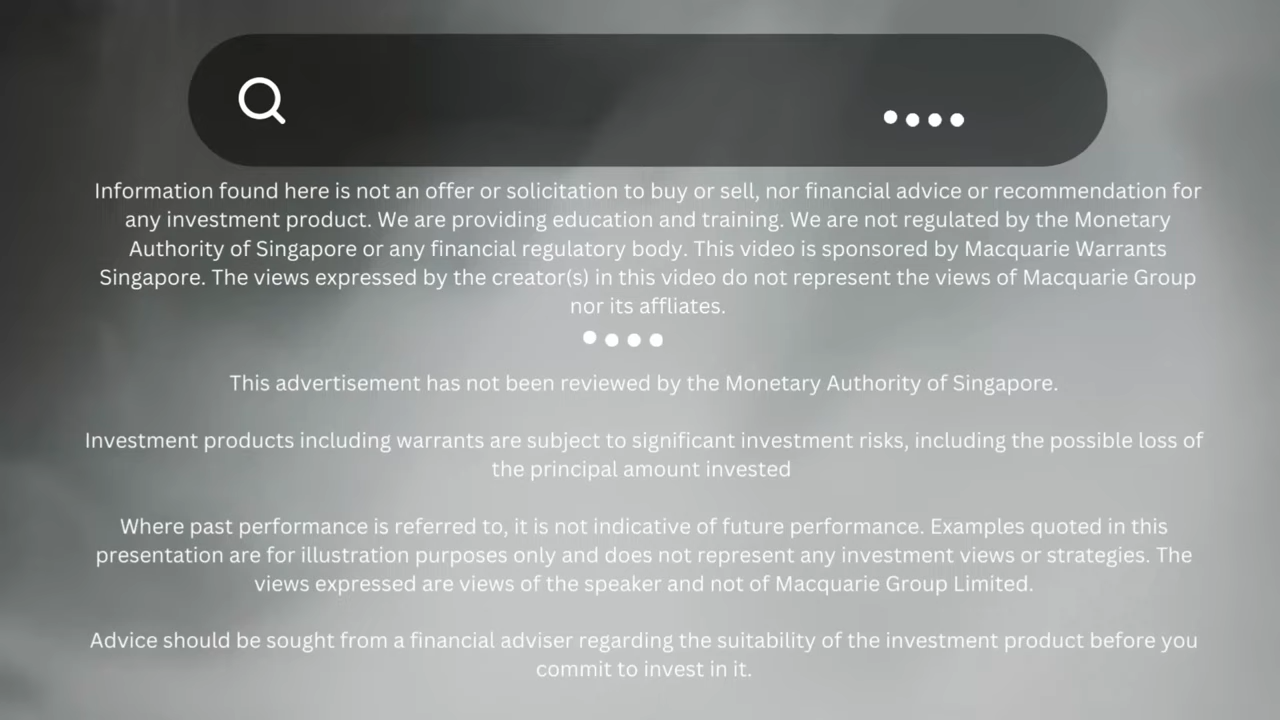 Information found here is not an offer or solicitation to buy or sell, nor financial advice or recommendation for
any investment product. We are providing education and training. We are not regulated by the Monetary
Authority of Singapore or any financial regulatory body. This video is sponsored by Macquarie Warrants
Singapore. The views expressed by the creator(s) in this video do not represent the views of Macquarie Group
nor its affliates.
This advertisement has not been reviewed by the Monetary Authority of Singapore.
Investment products including warrants are subject to significant investment risks, including the possible loss of
the principal amount invested
Where past performance is referred to, it is not indicative of future performance. Examples quoted in this
presentation are for illustration purposes only and does not represent any investment views or strategies. The
views expressed are views of the speaker and not of Macquarie Group Limited.
Advice should be sought from a financial adviser regarding the suitability of the investment product before you
commit to invest in it.